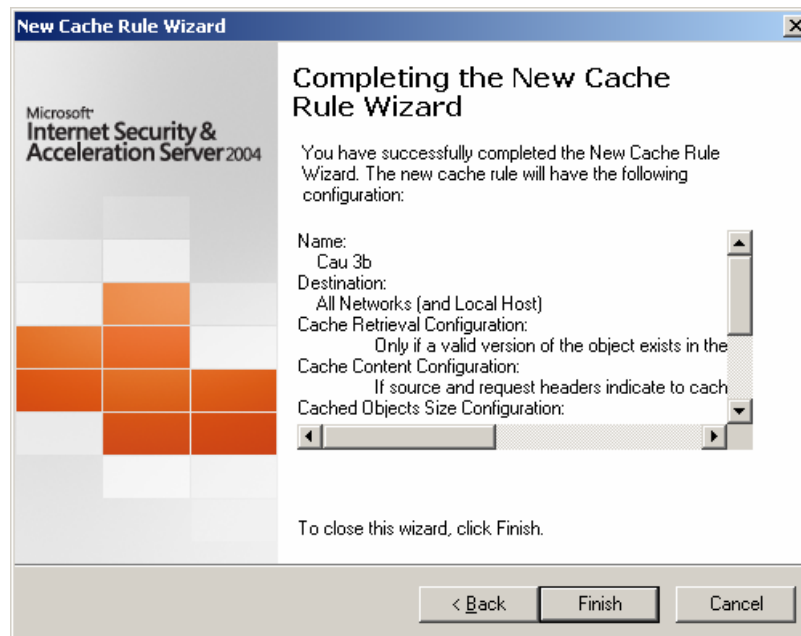 New Cache Rule Wizard
Microsoft
Internet Security &
Acceleration Server 2004
Completing the New Cache
Rule Wizard
You have successfully completed the New Cache Rule
Wizard. The new cache rule will have the following
configuration:
Name:
Cau 3b
Destination:
All Networks (and Local Host)
Cache Retrieval Configuration:
Only if a valid version of the object exists in the
Cache Content Configuration:
If source and request headers indicate to cach
Cached Objects Size Configuration:
To close this wizard, click Finish.
< Back
Finish
Cancel